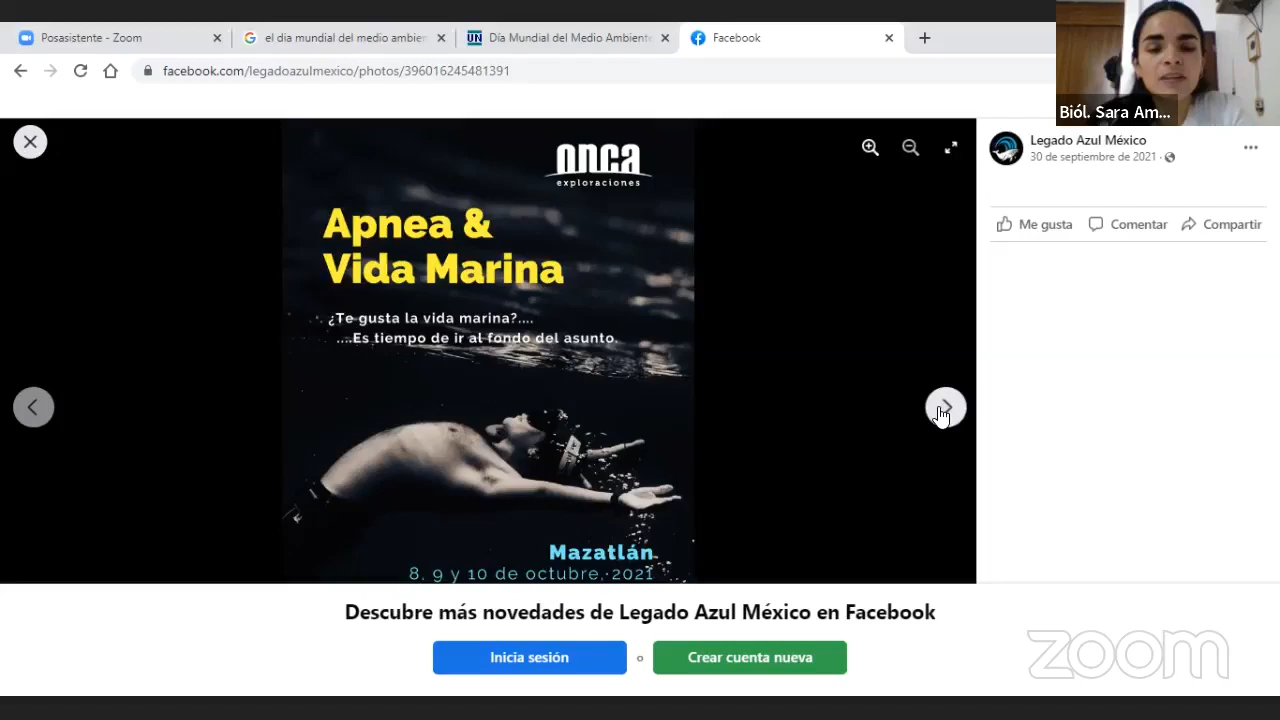 Posasistente - Zoom
el dia mundial del medio ambien
Día Mundial del Medio Ambiente
Facebook
facebook.com/legadoazulmexico/photos/396016245481391
Biól. Sara Am...
onca
exploraciones
Apnea &
Vida Marina
¿Te gusta la vida marina?....
....Es tiempo de ir al fondo del asunto.
Mazatlán
8, 9 y 10 de octubre, 2021
Legado Azul México
30 de septiembre de 2021
Me gusta
Comentar
Compartir
Descubre más novedades de Legado Azul México en Facebook
Inicia sesión
o
Crear cuenta nueva
zoom